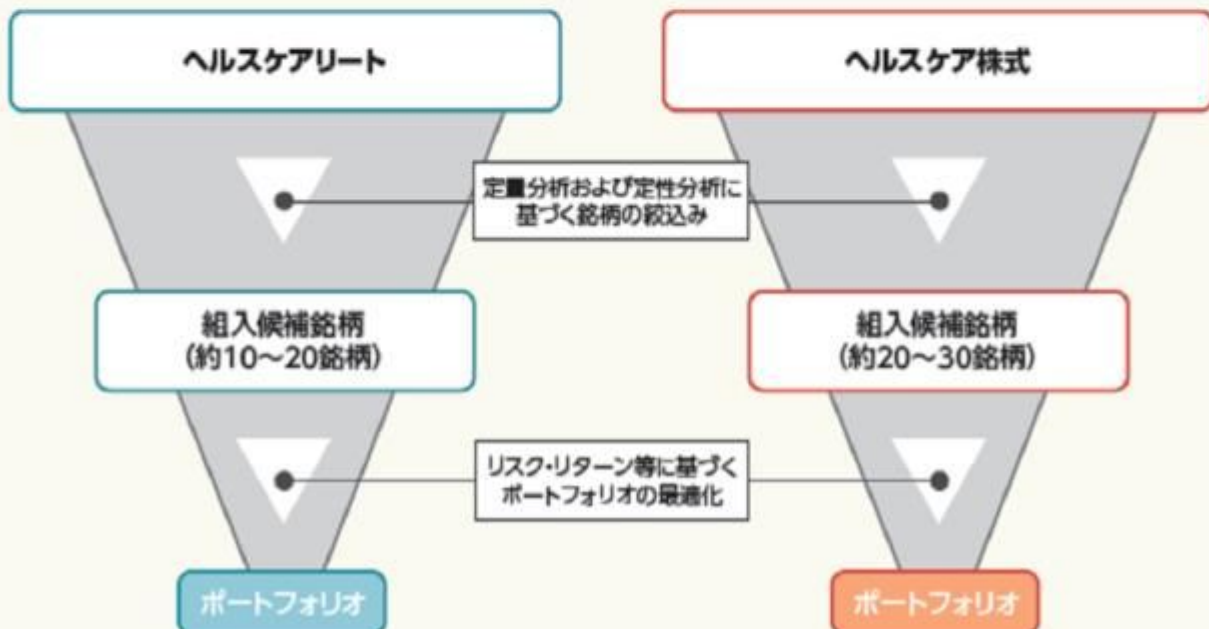 ヘルスケアリート
ヘルスケア株式
定量分析および定性分析に
基づく銘柄の絞込み
組入候補銘柄
(約10〜20銘柄)
組入候補銘柄
(約20〜30銘柄)
リスク・リターン等に基づく
ポートフォリオの最適化
ポートフォリオ
ポートフォリオ